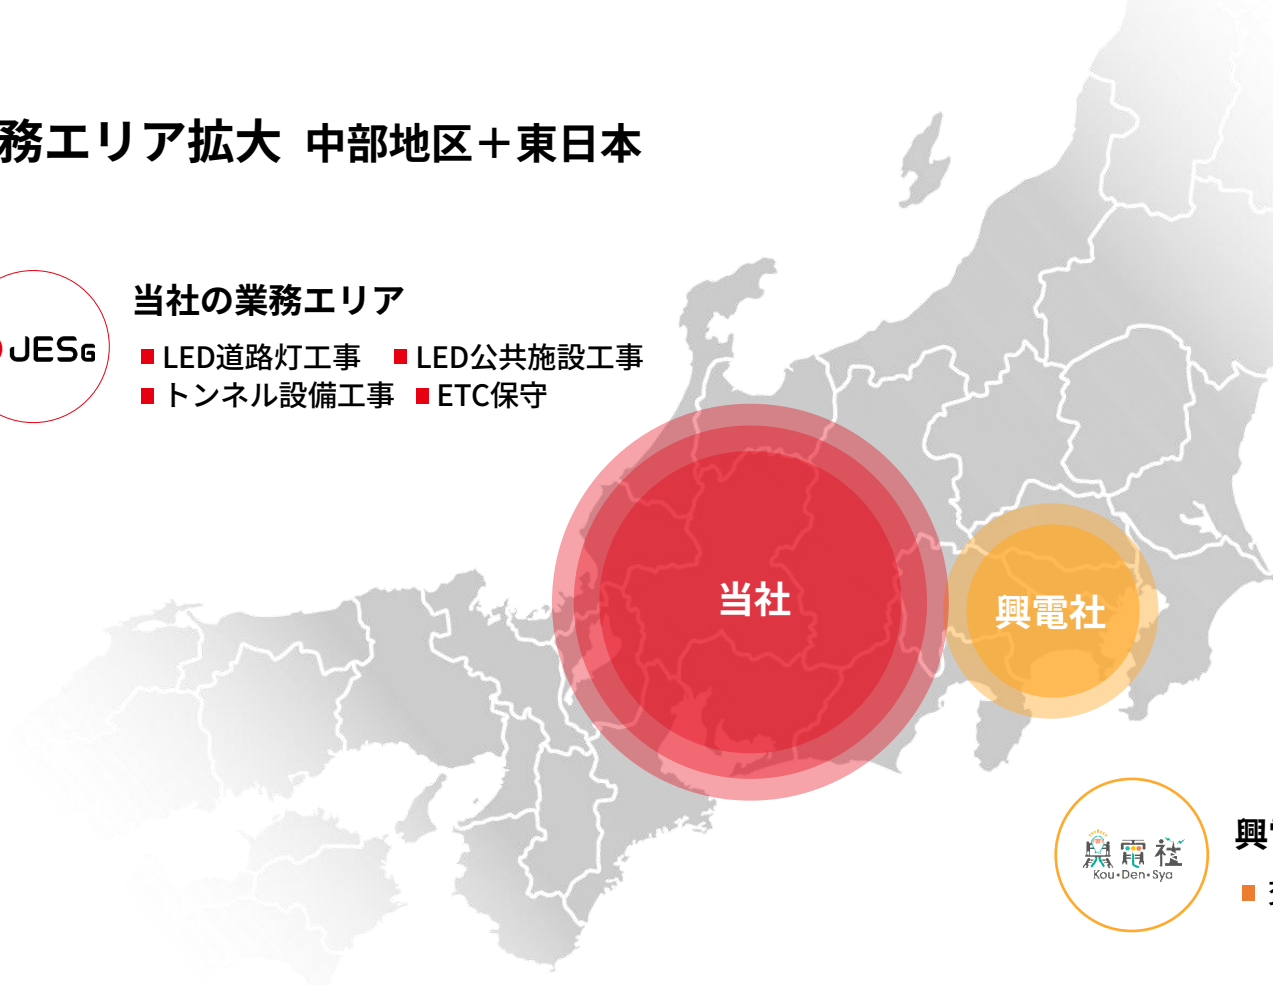 務エリア拡大 中部地区＋東日本
JESG
当社の業務エリア
■ LED道路灯工事 ■ LED公共施設工事
■ トンネル設備工事 ■ ETC保守
当社
興電社
興電社
Kou・Den・Sya
興